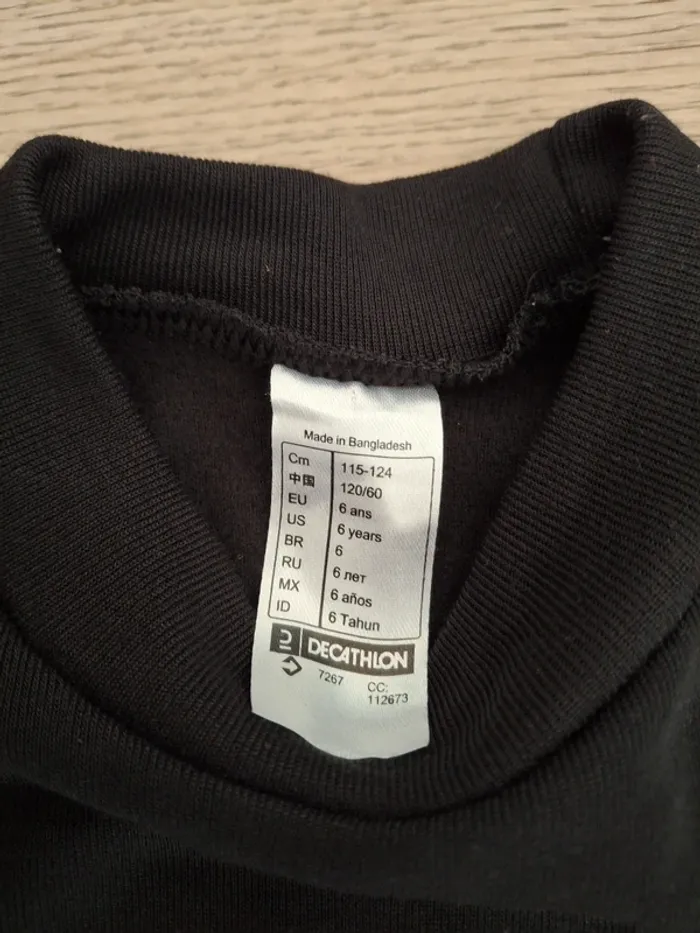 Made in Bangladesh
Cm 115-124
中国 120/60
EU 6 ans
US 6 years
BR 6
RU 6 лет
MX 6 años
ID 6 Tahun
DECATHLON
7267 CC:
112673